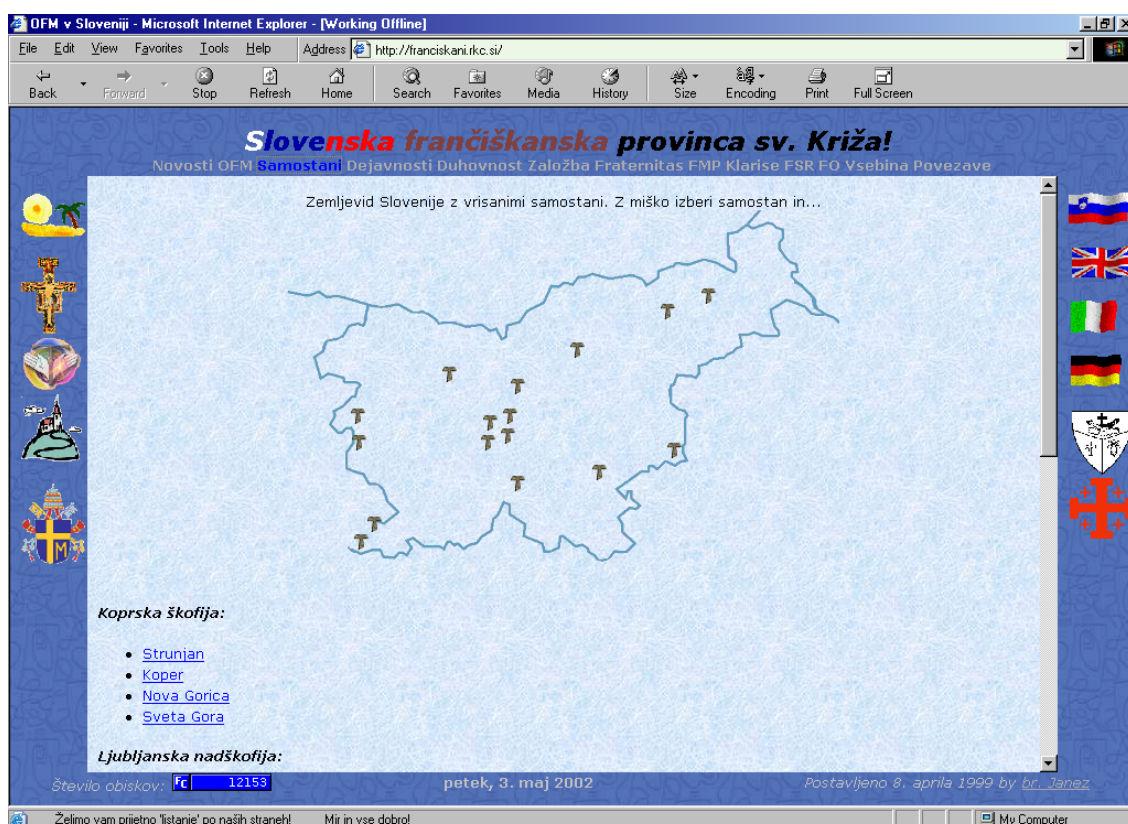 OFM v Sloveniji - Microsoft Internet Explorer - [Working Offline]
File Edit View Favorites Tools Help Address http://franciskani.rkc.si/
Back Forward Stop Refresh Home Search Favorites Media History Size Encoding Print Full Screen
Slovenska frančiškanska provinca sv. Križa!
Novosti OFM Samostani Dejavnosti Duhovnost Založba Fraternitas FMP Klarise FSR FO Vsebina Povezave
Zemljevid Slovenije z vrisanimi samostani. Z miško izberi samostan in...
Koprska škofija:
Strunjan
Koper
Nova Gorica
Sveta Gora
Ljubljanska nadškofija:
Število obiskov: FC 12153 petek, 3. maj 2002 Postavljeno 8. aprila 1999 by br. Janez
Želimo vam prijetno 'listanje' po naših straneh! Mir in vse dobro! My Computer